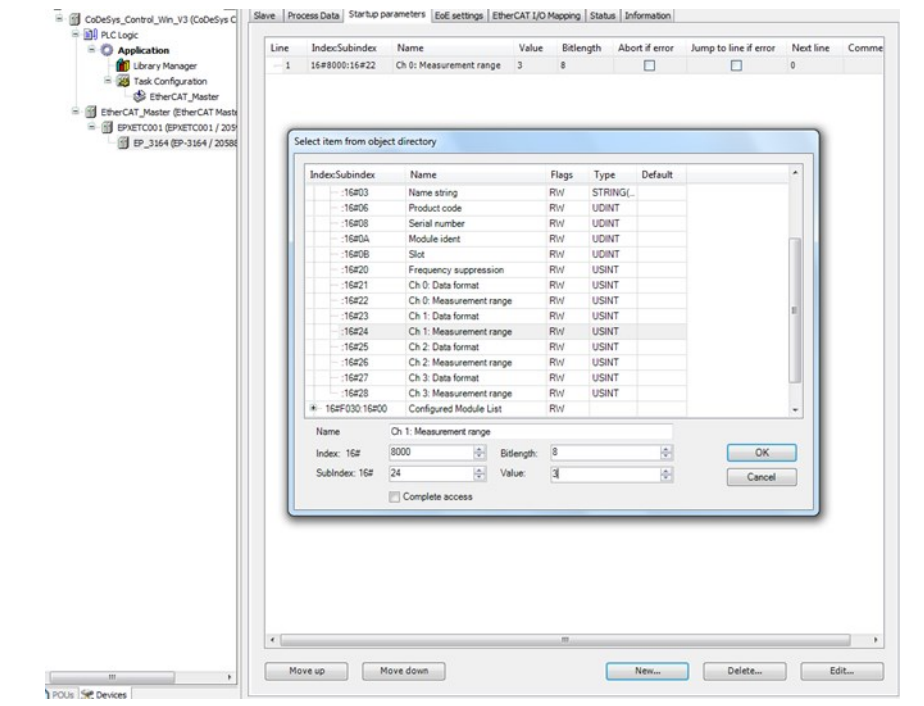 CoDeSys_Control_Win_V3 (CoDeSys C
PLC Logic
Application
Library Manager
Task Configuration
EtherCAT_Master
EtherCAT_Master (EtherCAT Maste
EPXETC001 (EPXETC001 / 2059
EP_3164 (EP-3164 / 20588
POUs Devices
Slave Process Data Startup parameters EoE settings EtherCAT I/O Mapping Status Information
Line Index:Subindex Name Value Bitlength Abort if error Jump to line if error Next line Comme
1 16#8000:16#22 Ch 0: Measurement range 3 8 0
Select item from object directory
Index:Subindex Name Flags Type Default
:16#03 Name string RW STRING(...
:16#06 Product code RW UDINT
:16#08 Serial number RW UDINT
:16#0A Module ident RW UDINT
:16#0B Slot RW UDINT
:16#20 Frequency suppression RW USINT
:16#21 Ch 0: Data format RW USINT
:16#22 Ch 0: Measurement range RW USINT
:16#23 Ch 1: Data format RW USINT
:16#24 Ch 1: Measurement range RW USINT
:16#25 Ch 2: Data format RW USINT
:16#26 Ch 2: Measurement range RW USINT
:16#27 Ch 3: Data format RW USINT
:16#28 Ch 3: Measurement range RW USINT
16#F030:16#00 Configured Module List RW
Name Ch 1: Measurement range
Index: 16# 8000 Bitlength: 8 OK
SubIndex: 16# 24 Value: 3 Cancel
Complete access
Move up Move down New... Delete... Edit...